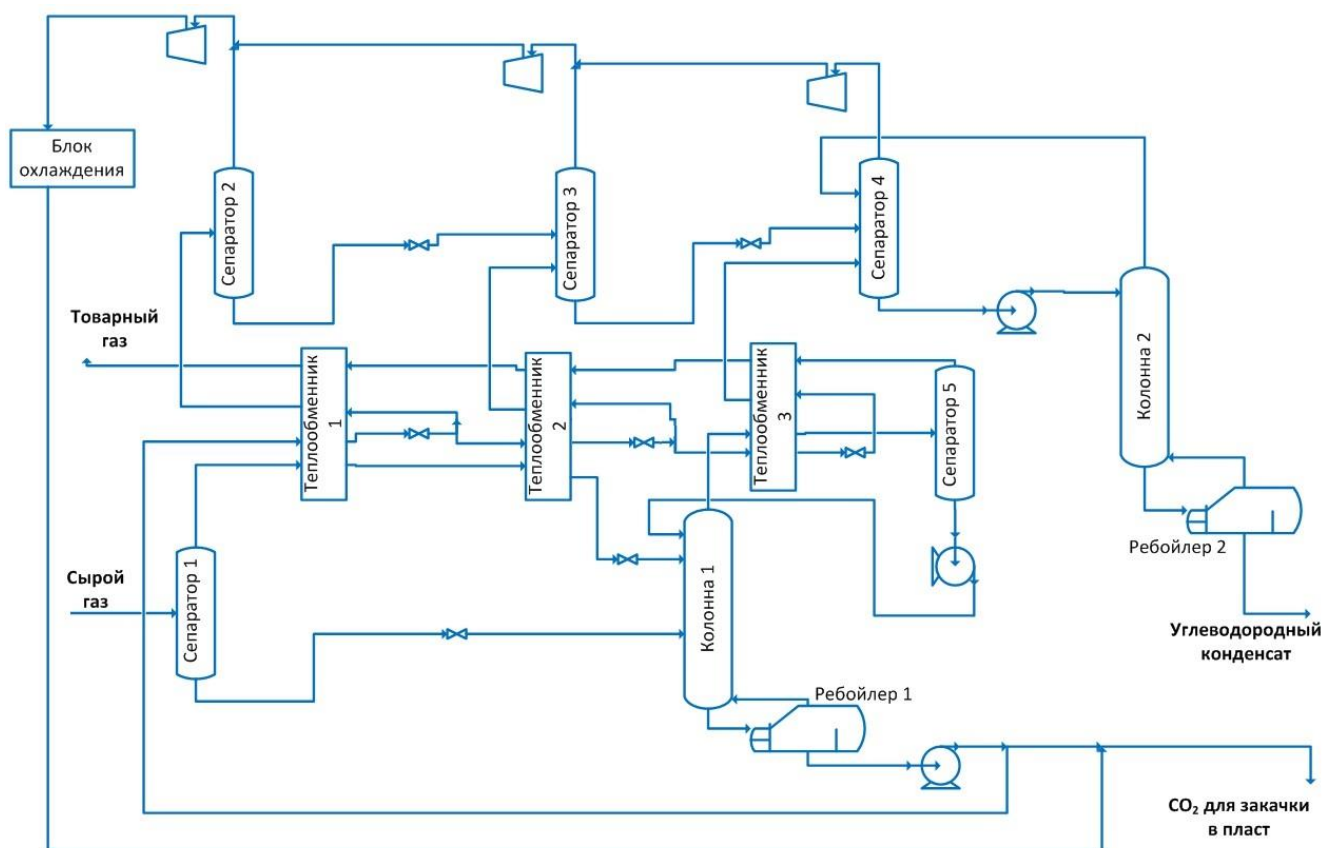 Блок
охлаждения
Сепаратор 2
Сепаратор 3
Сепаратор 4
Товарный
газ
Теплообменник
1
Теплообменник
2
Теплообменник
3
Сепаратор 5
Колонна 2
Ребойлер 2
Углеводородный
конденсат
Сырой
газ
Сепаратор 1
Колонна 1
Ребойлер 1
CO₂ для закачки
в пласт